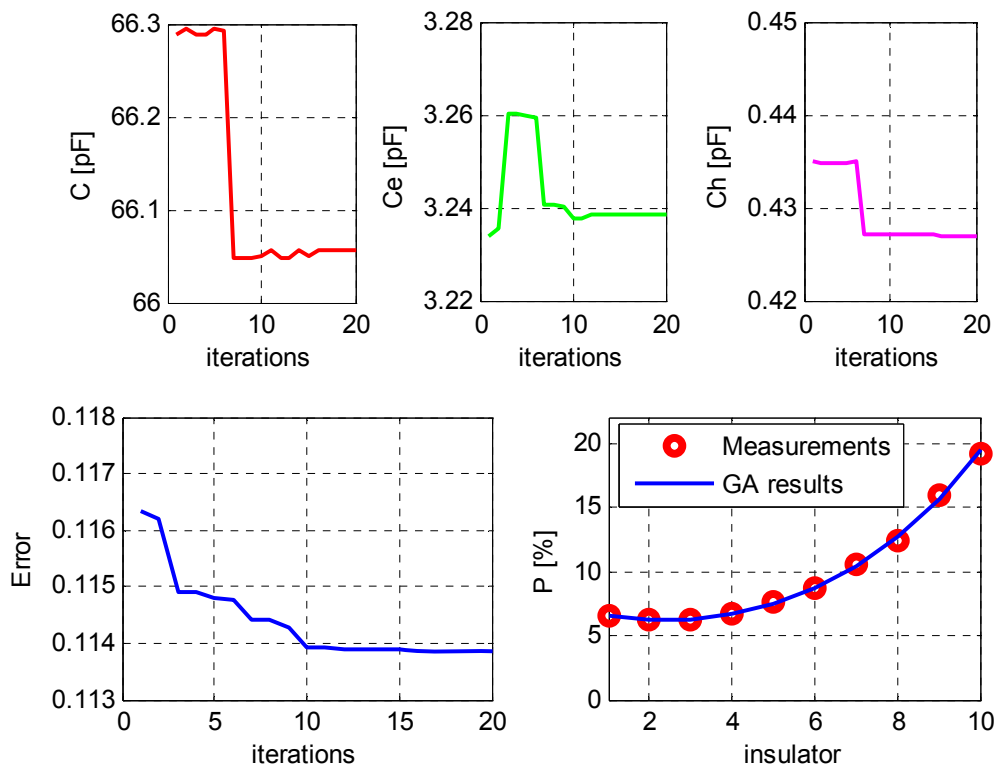 66.3
66.2
66.1
66
C [pF]
0 10 20
iterations
3.28
3.26
3.24
3.22
Ce [pF]
0 10 20
iterations
0.45
0.44
0.43
0.42
Ch [pF]
0 10 20
iterations
0.118
0.117
0.116
0.115
0.114
0.113
Error
0 5 10 15 20
iterations
20
15
10
5
0
P [%]
Measurements
GA results
2 4 6 8 10
insulator